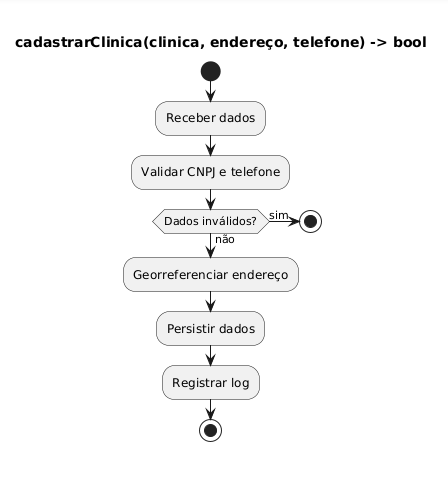 cadastrarClinica(clinica, endereço, telefone) -> bool
Receber dados
Validar CNPJ e telefone
Dados inválidos?
sim
não
Georreferenciar endereço
Persistir dados
Registrar log